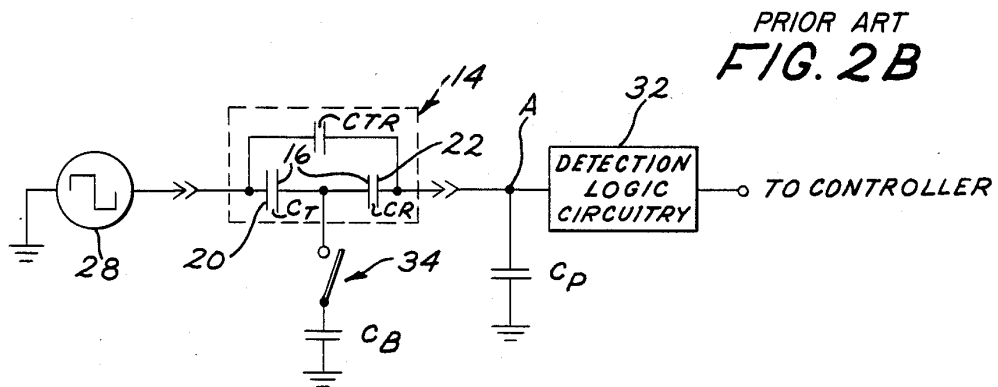 PRIOR ART
FIG. 2B
14
32
A
CTR
16
22
DETECTION
LOGIC
CIRCUITRY
TO CONTROLLER
CT
CR
28
20
34
CP
CB